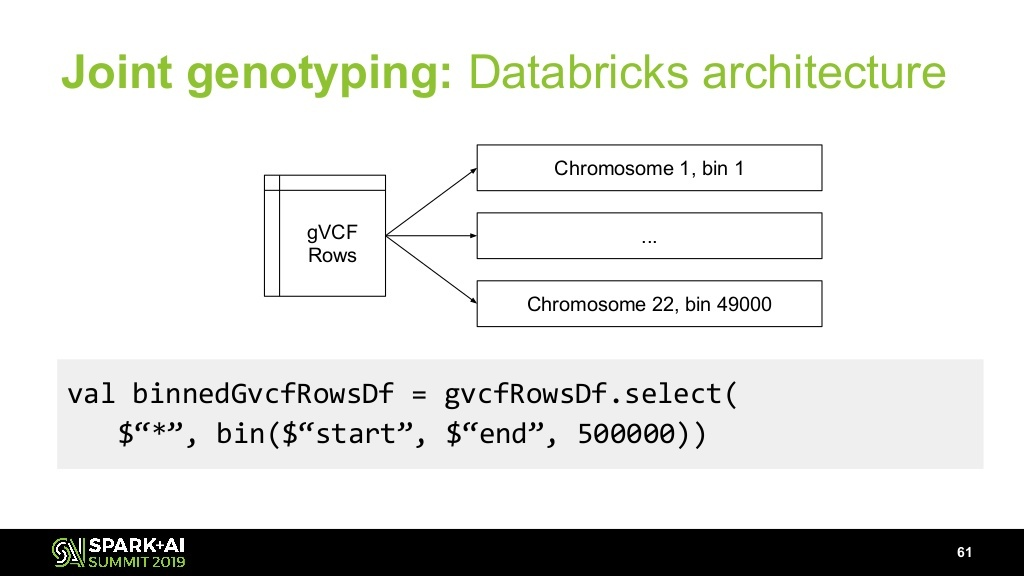 Joint genotyping: Databricks architecture
Chromosome 1, bin 1
gVCF
Rows
...
Chromosome 22, bin 49000
val binnedGvcfRowsDf = gvcfRowsDf.select(
$“*”, bin($“start”, $“end”, 500000))
SPARK+AI
SUMMIT 2019
61